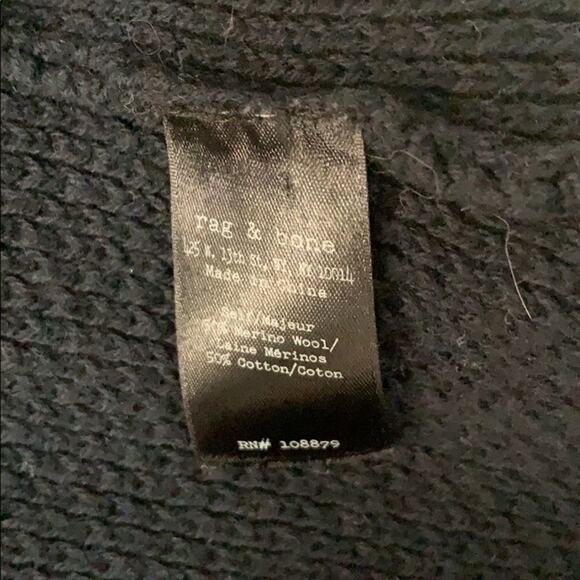 rag & bone
13th St. NY, NY 10014
Made in China
Self/Majeur
50% Merino Wool/
Laine Mérinos
50% Cotton/Coton
RN# 108879